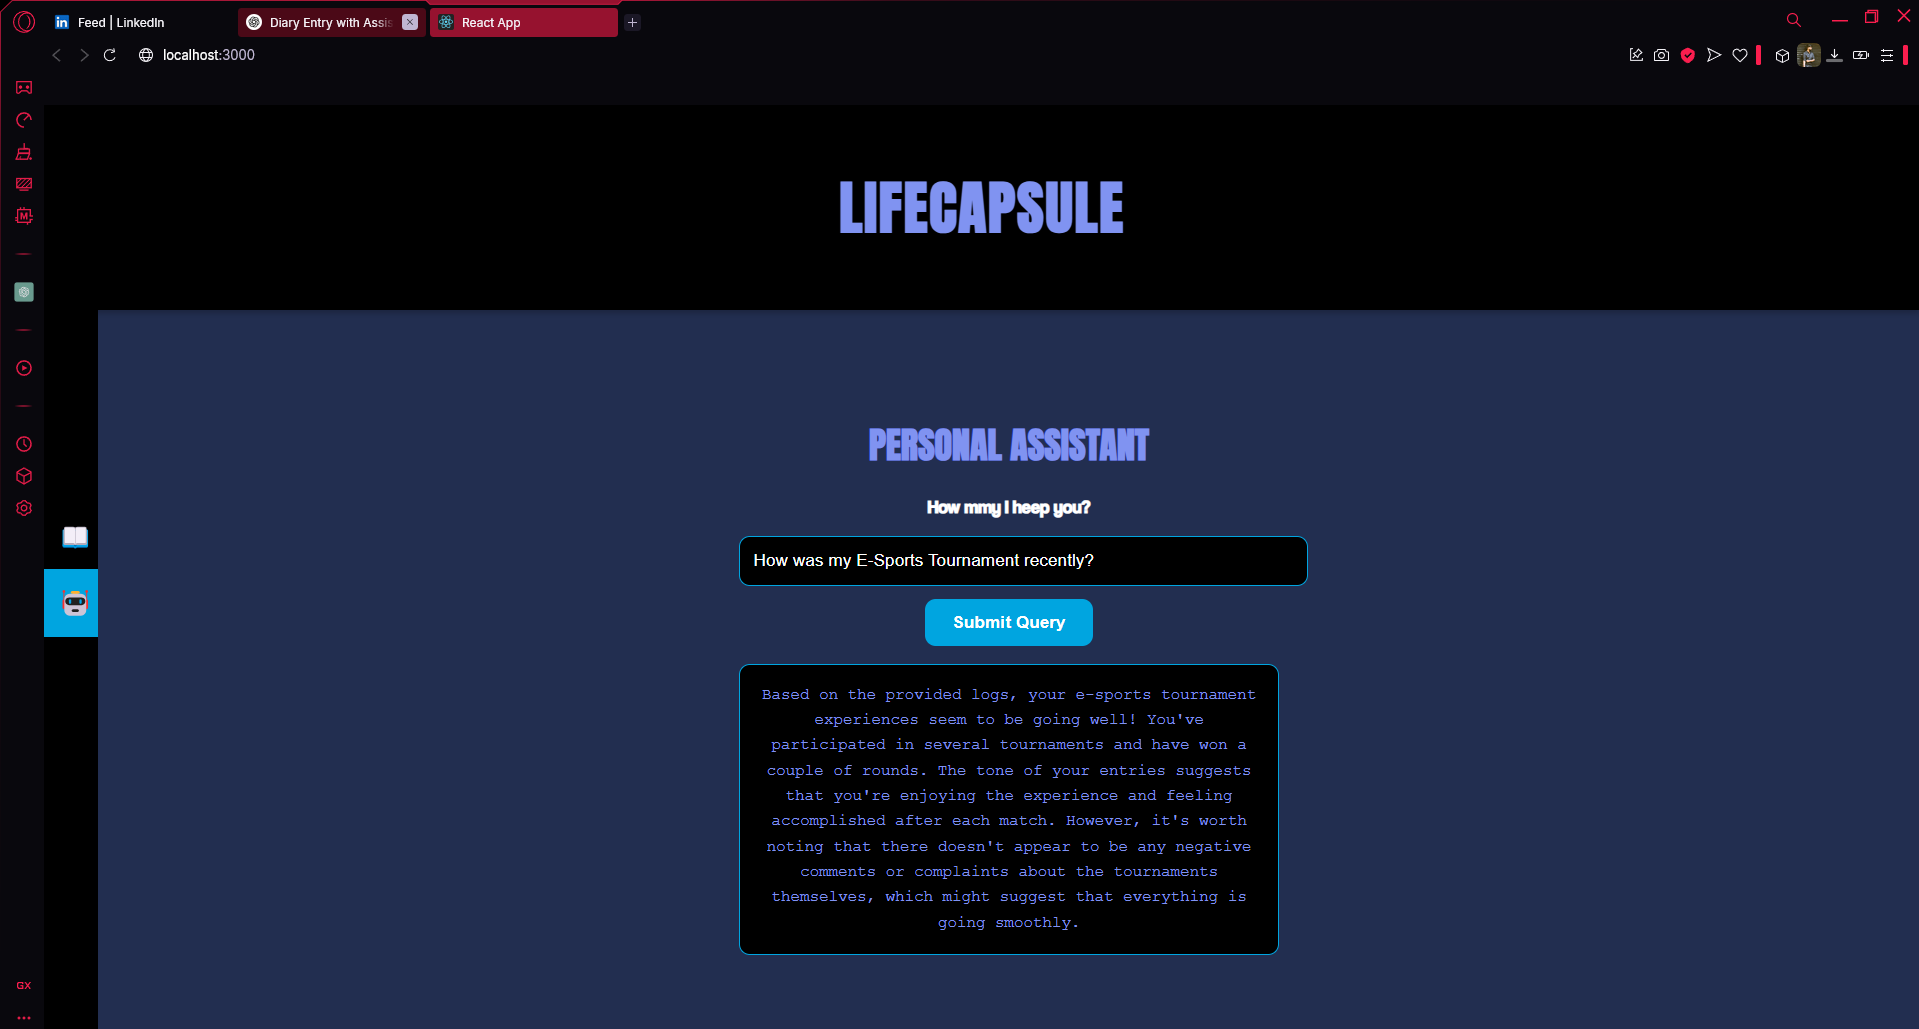 Feed | LinkedIn
Diary Entry with Assis
React App
localhost:3000
M
LIFECAPSULE
PERSONAL ASSISTANT
How mmy I heep you?
How was my E-Sports Tournament recently?
Submit Query
Based on the provided logs, your e-sports tournament
experiences seem to be going well! You've
participated in several tournaments and have won a
couple of rounds. The tone of your entries suggests
that you're enjoying the experience and feeling
accomplished after each match. However, it's worth
noting that there doesn't appear to be any negative
comments or complaints about the tournaments
themselves, which might suggest that everything is
going smoothly.
GX